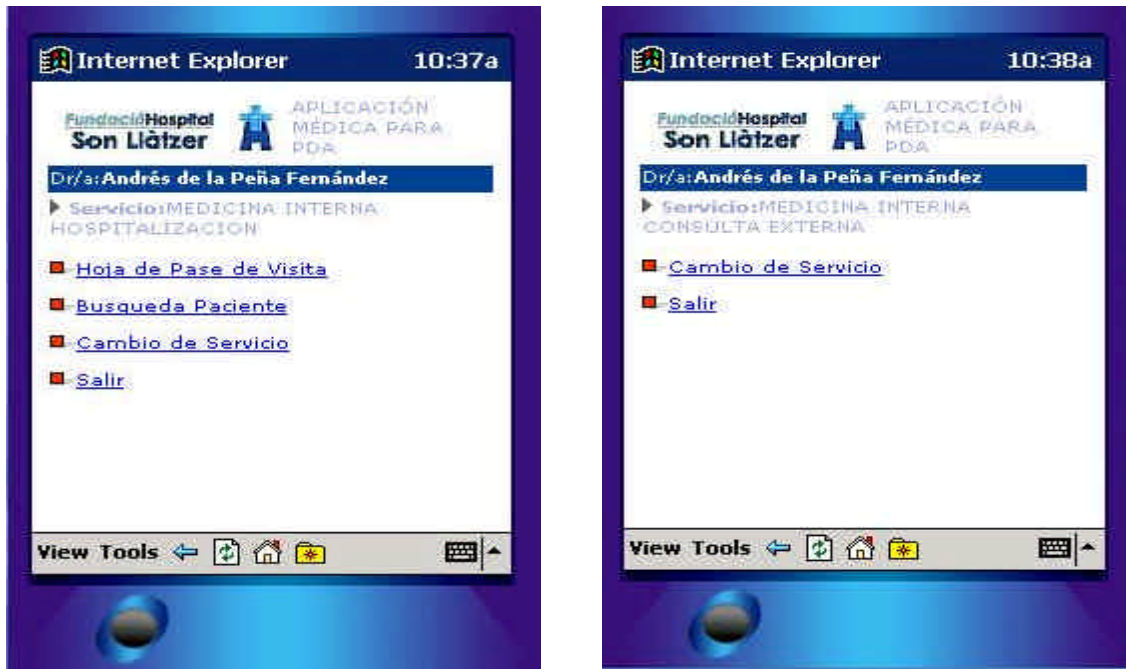 Internet Explorer 10:37a
FundacióHospital
Son Llàtzer
APLICACIÓN
MÉDICA PARA
PDA
Dr/a:Andrés de la Peña Fernández
Servicio:MEDICINA INTERNA
HOSPITALIZACION
Hoja de Pase de Visita
Busqueda Paciente
Cambio de Servicio
Salir
View Tools
Internet Explorer 10:38a
FundacióHospital
Son Llàtzer
APLICACIÓN
MÉDICA PARA
PDA
Dr/a:Andrés de la Peña Fernández
Servicio:MEDICINA INTERNA
CONSULTA EXTERNA
Cambio de Servicio
Salir
View Tools